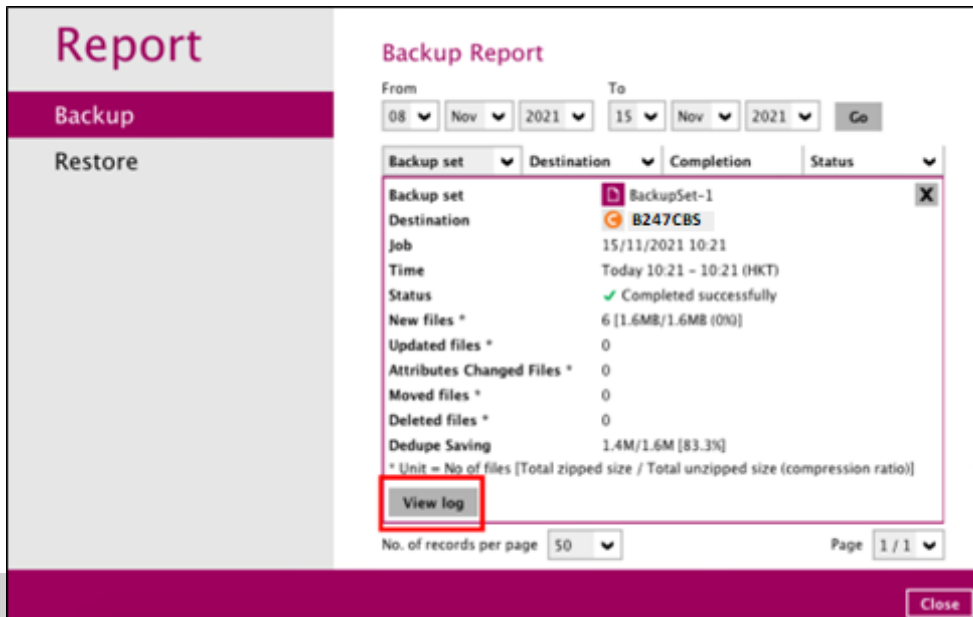 Report
Backup
Restore
Backup Report
From To
08 Nov 2021 15 Nov 2021 Go
Backup set Destination Completion Status
Backup set BackupSet-1 X
Destination B247CBS
Job 15/11/2021 10:21
Time Today 10:21 - 10:21 (HKT)
Status Completed successfully
New files * 6 [1.6MB/1.6MB (0%)]
Updated files * 0
Attributes Changed Files * 0
Moved files * 0
Deleted files * 0
Dedupe Saving 1.4M/1.6M [83.3%]
* Unit = No of files [Total zipped size / Total unzipped size (compression ratio)]
View log
No. of records per page 50 Page 1 / 1
Close